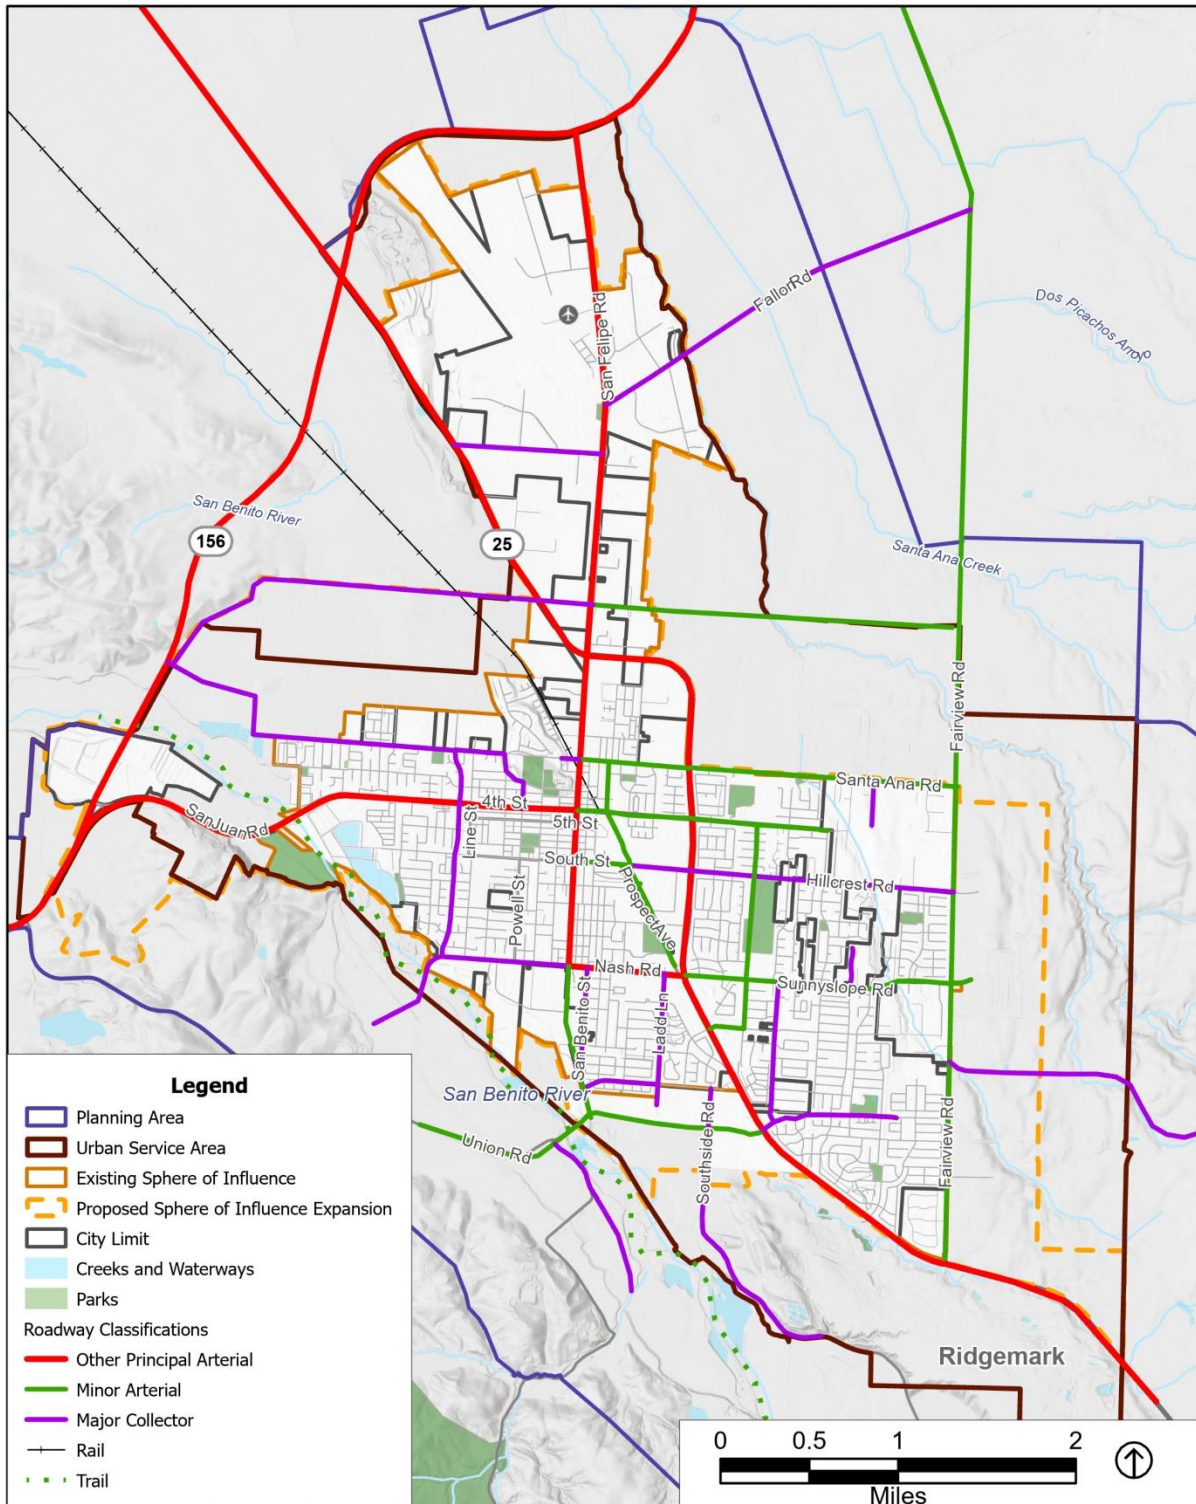 San Felipe Rd
Fallon Rd
Dos Picachos Arroyo
San Benito River
156
25
Santa Ana Creek
Fairview Rd
Santa Ana Rd
San Juan Rd
4th St
5th St
Line St
South St
Powell St
Prospect Ave
Hillcrest Rd
Nash Rd
Sunnyslope Rd
San Benito St
Ladd Ln
San Benito River
Union Rd
Southside Rd
Fairview Rd
Ridgemark
Legend
Planning Area
Urban Service Area
Existing Sphere of Influence
Proposed Sphere of Influence Expansion
City Limit
Creeks and Waterways
Parks
Roadway Classifications
Other Principal Arterial
Minor Arterial
Major Collector
Rail
Trail
0 0.5 1 2
Miles